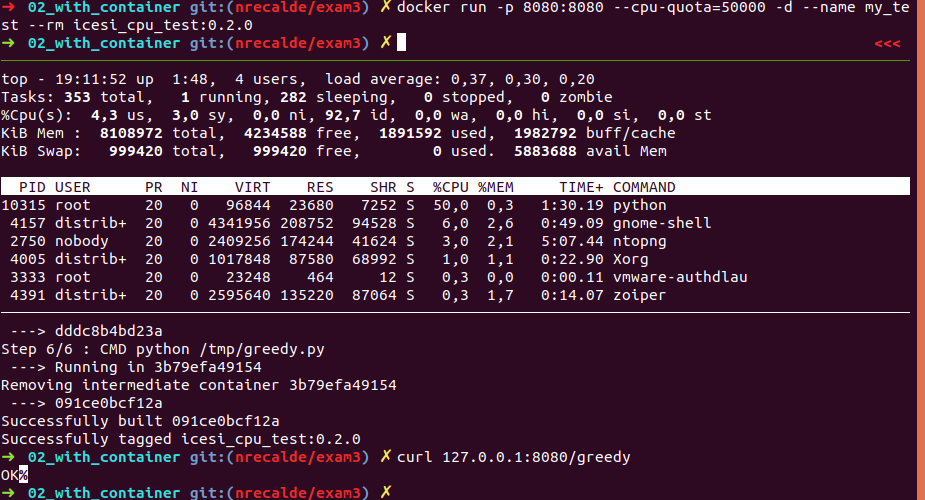 ➜  02_with_container git:(nrecalde/exam3) ✗ docker run -p 8080:8080 --cpu-quota=50000 -d --name my_te
st --rm icesi_cpu_test:0.2.0
➜  02_with_container git:(nrecalde/exam3) ✗ <<<
top - 19:11:52 up  1:48,  4 users,  load average: 0,37, 0,30, 0,20
Tasks: 353 total,   1 running, 282 sleeping,   0 stopped,   0 zombie
%Cpu(s):  4,3 us,  3,0 sy,  0,0 ni, 92,7 id,  0,0 wa,  0,0 hi,  0,0 si,  0,0 st
KiB Mem :  8108972 total,  4234588 free,  1891592 used,  1982792 buff/cache
KiB Swap:   999420 total,   999420 free,        0 used.  5883688 avail Mem
PID USER      PR  NI    VIRT    RES    SHR S  %CPU %MEM     TIME+ COMMAND
10315 root      20   0   96844  23680   7252 S  50,0  0,3   1:30.19 python
4157 distrib+  20   0 4341956 208752  94528 S   6,0  2,6   0:49.09 gnome-shell
2750 nobody    20   0 2409256 174244  41624 S   3,0  2,1   5:07.44 ntopng
4005 distrib+  20   0 1017848  87580  68992 S   1,0  1,1   0:22.90 Xorg
3333 root      20   0   23248    464     12 S   0,3  0,0   0:00.11 vmware-authdlau
4391 distrib+  20   0 2595640 135220  87064 S   0,3  1,7   0:14.07 zoiper
---> dddc8b4bd23a
Step 6/6 : CMD python /tmp/greedy.py
---> Running in 3b79efa49154
Removing intermediate container 3b79efa49154
---> 091ce0bcf12a
Successfully built 091ce0bcf12a
Successfully tagged icesi_cpu_test:0.2.0
➜  02_with_container git:(nrecalde/exam3) ✗ curl 127.0.0.1:8080/greedy
OK%
➜  02_with_container git:(nrecalde/exam3) ✗